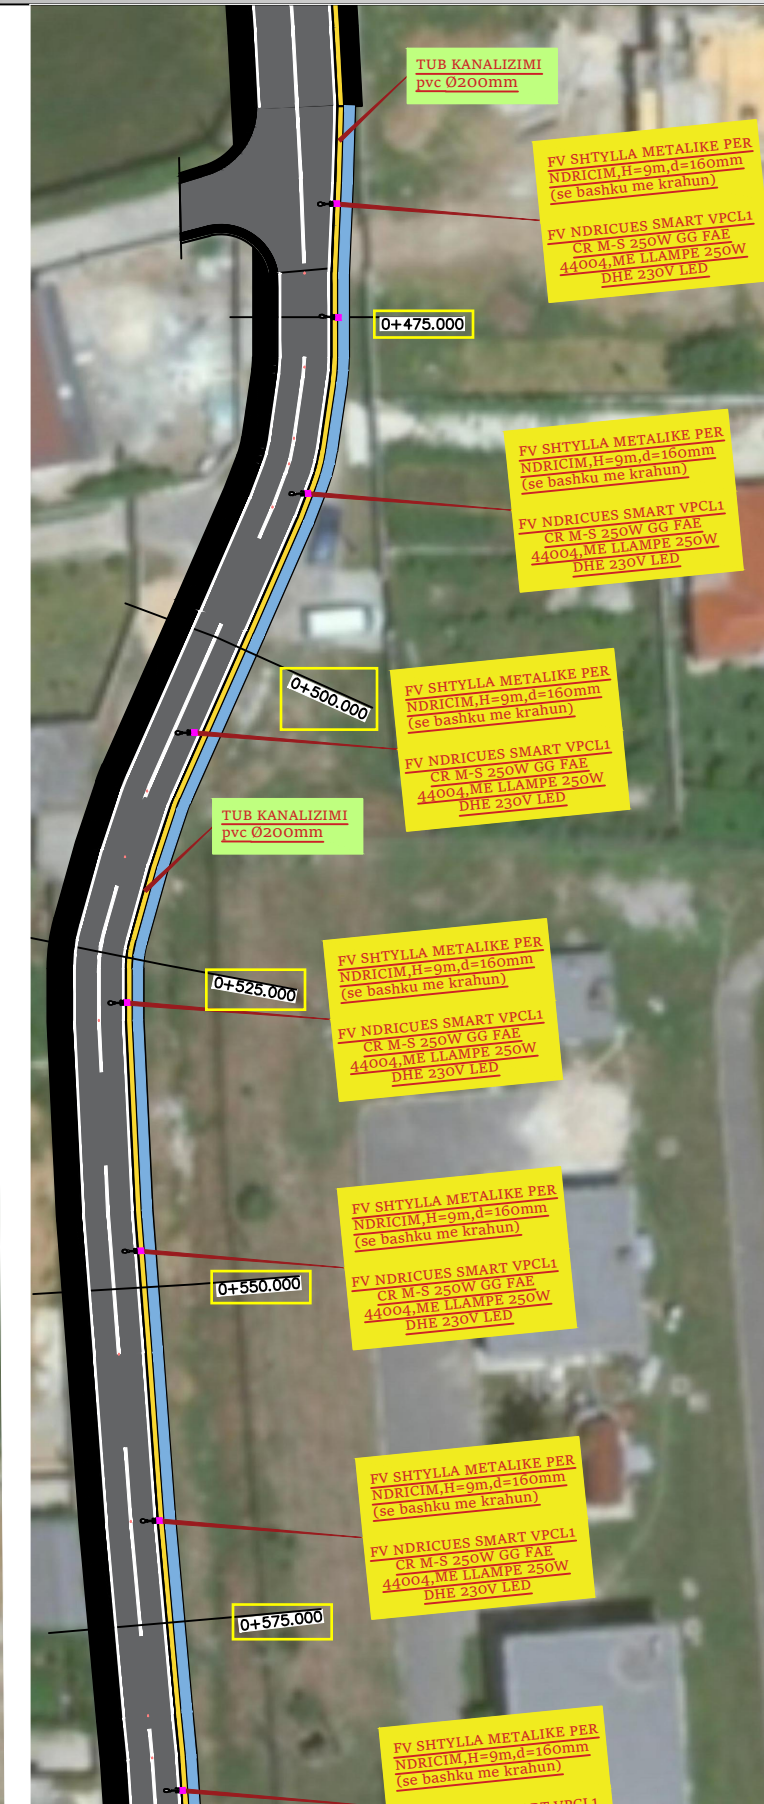 TUB KANALIZIMI
pvc Ø200mm
FV SHTYLLA METALIKE PER
NDRICIM,H=9m,d=160mm
(se bashku me krahun)
FV NDRICUES SMART VPCL1
CR M-S 250W GG FAE
44004,ME LLAMPE 250W
DHE 230V LED
0+475.000
FV SHTYLLA METALIKE PER
NDRICIM,H=9m,d=160mm
(se bashku me krahun)
FV NDRICUES SMART VPCL1
CR M-S 250W GG FAE
44004,ME LLAMPE 250W
DHE 230V LED
0+500.000
FV SHTYLLA METALIKE PER
NDRICIM,H=9m,d=160mm
(se bashku me krahun)
FV NDRICUES SMART VPCL1
CR M-S 250W GG FAE
44004,ME LLAMPE 250W
DHE 230V LED
TUB KANALIZIMI
pvc Ø200mm
FV SHTYLLA METALIKE PER
NDRICIM,H=9m,d=160mm
(se bashku me krahun)
FV NDRICUES SMART VPCL1
CR M-S 250W GG FAE
44004,ME LLAMPE 250W
DHE 230V LED
0+525.000
FV SHTYLLA METALIKE PER
NDRICIM,H=9m,d=160mm
(se bashku me krahun)
FV NDRICUES SMART VPCL1
CR M-S 250W GG FAE
44004,ME LLAMPE 250W
DHE 230V LED
0+550.000
FV SHTYLLA METALIKE PER
NDRICIM,H=9m,d=160mm
(se bashku me krahun)
FV NDRICUES SMART VPCL1
CR M-S 250W GG FAE
44004,ME LLAMPE 250W
DHE 230V LED
0+575.000
FV SHTYLLA METALIKE PER
NDRICIM,H=9m,d=160mm
(se bashku me krahun)